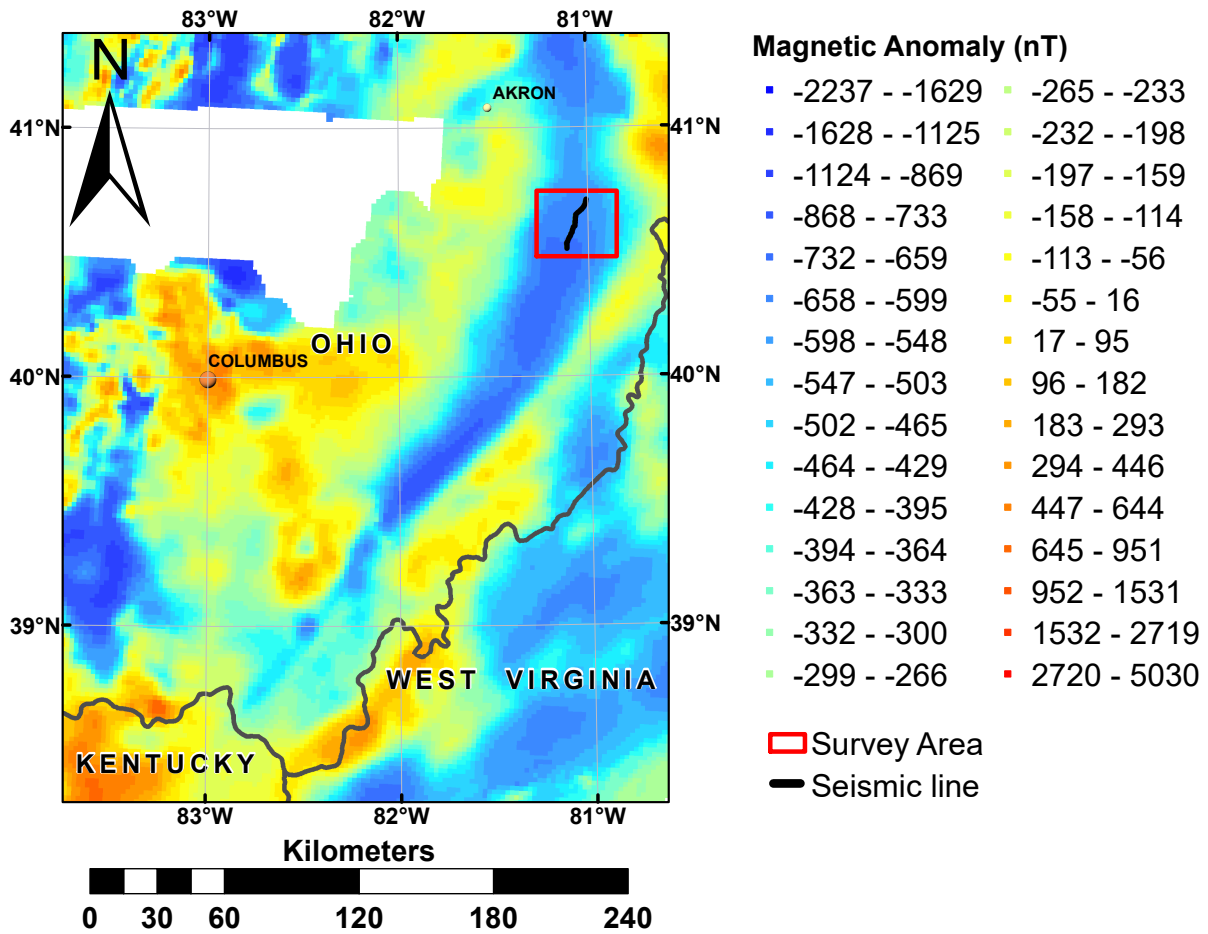 83°W 82°W 81°W
N
AKRON
41°N 41°N
OHIO
COLUMBUS
40°N 40°N
39°N 39°N
WEST VIRGINIA
KENTUCKY
83°W 82°W 81°W
Kilometers
0 30 60 120 180 240
Magnetic Anomaly (nT)
-2237 - -1629
-1628 - -1125
-1124 - -869
-868 - -733
-732 - -659
-658 - -599
-598 - -548
-547 - -503
-502 - -465
-464 - -429
-428 - -395
-394 - -364
-363 - -333
-332 - -300
-299 - -266
-265 - -233
-232 - -198
-197 - -159
-158 - -114
-113 - -56
-55 - 16
17 - 95
96 - 182
183 - 293
294 - 446
447 - 644
645 - 951
952 - 1531
1532 - 2719
2720 - 5030
Survey Area
Seismic line